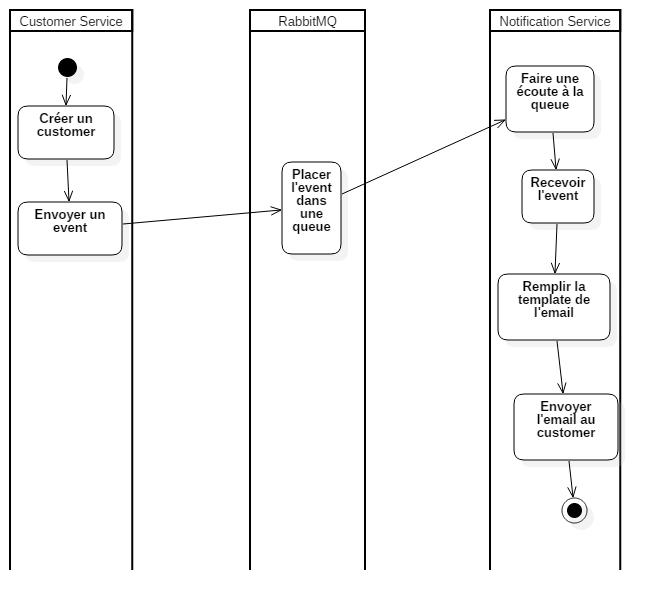 Customer Service
RabbitMQ
Notification Service
Créer un
customer
Envoyer un
event
Placer
l'event
dans
une
queue
Faire une
écoute à la
queue
Recevoir
l'event
Remplir la
template de
l'email
Envoyer
l'email au
customer